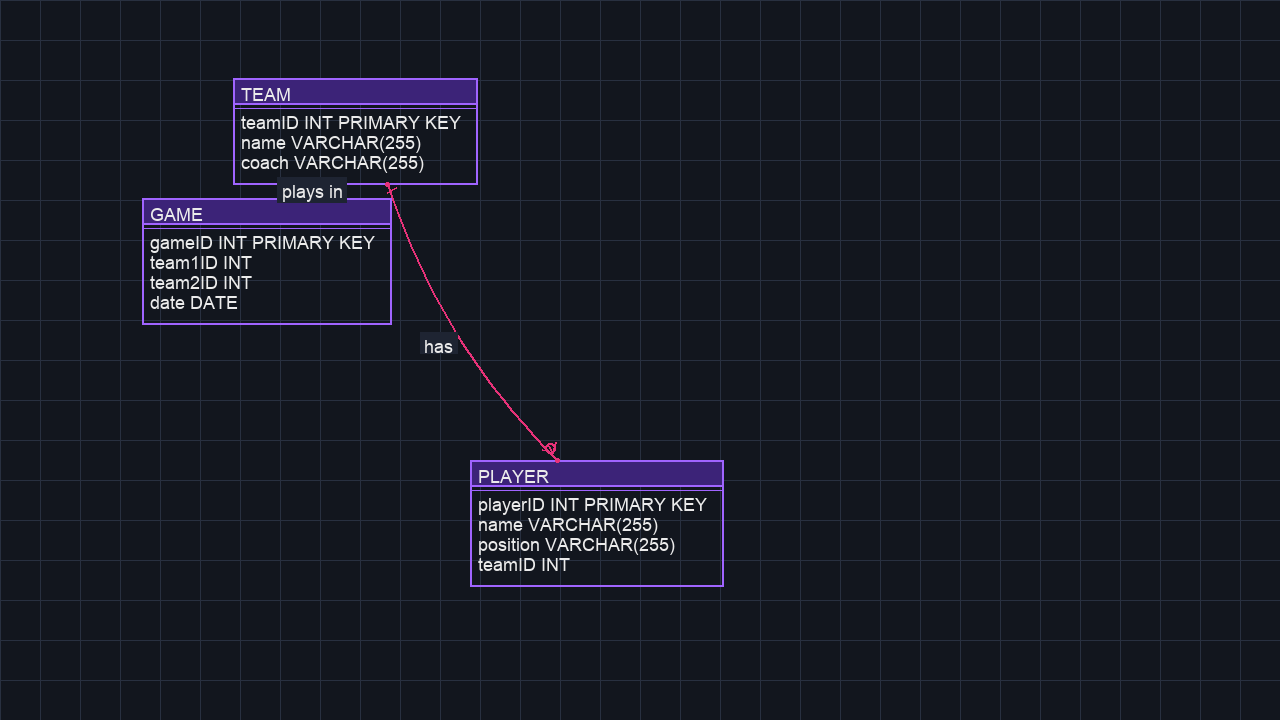 TEAM
teamID INT PRIMARY KEY
name VARCHAR(255)
coach VARCHAR(255)
plays in
GAME
gameID INT PRIMARY KEY
team1ID INT
team2ID INT
date DATE
has
PLAYER
playerID INT PRIMARY KEY
name VARCHAR(255)
position VARCHAR(255)
teamID INT